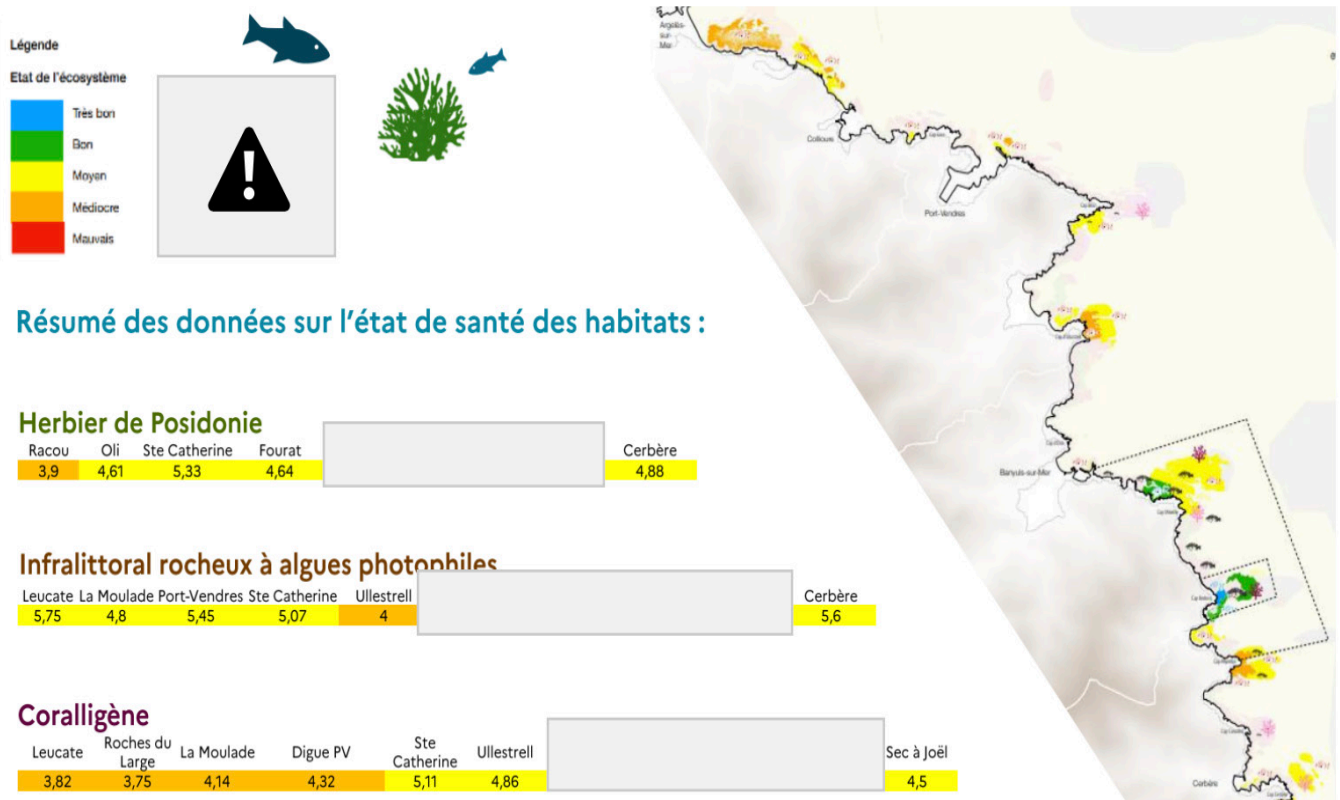 Légende
Etat de l'écosystème
Très bon
Bon
Moyen
Médiocre
Mauvais
!
Argelès-
sur-
Mer
Collioure
Port-Vendres
Banyuls-sur-Mer
Cerbère
Résumé des données sur l'état de santé des habitats :
Herbier de Posidonie
Racou Oli Ste Catherine Fourat Cerbère
3,9 4,61 5,33 4,64 4,88
Infralittoral rocheux à algues photophiles
Leucate La Moulade Port-Vendres Ste Catherine Ullestrell Cerbère
5,75 4,8 5,45 5,07 4 5,6
Coralligène
Leucate Roches du Large La Moulade Digue PV Ste Catherine Ullestrell Sec à Joël
3,82 3,75 4,14 4,32 5,11 4,86 4,5